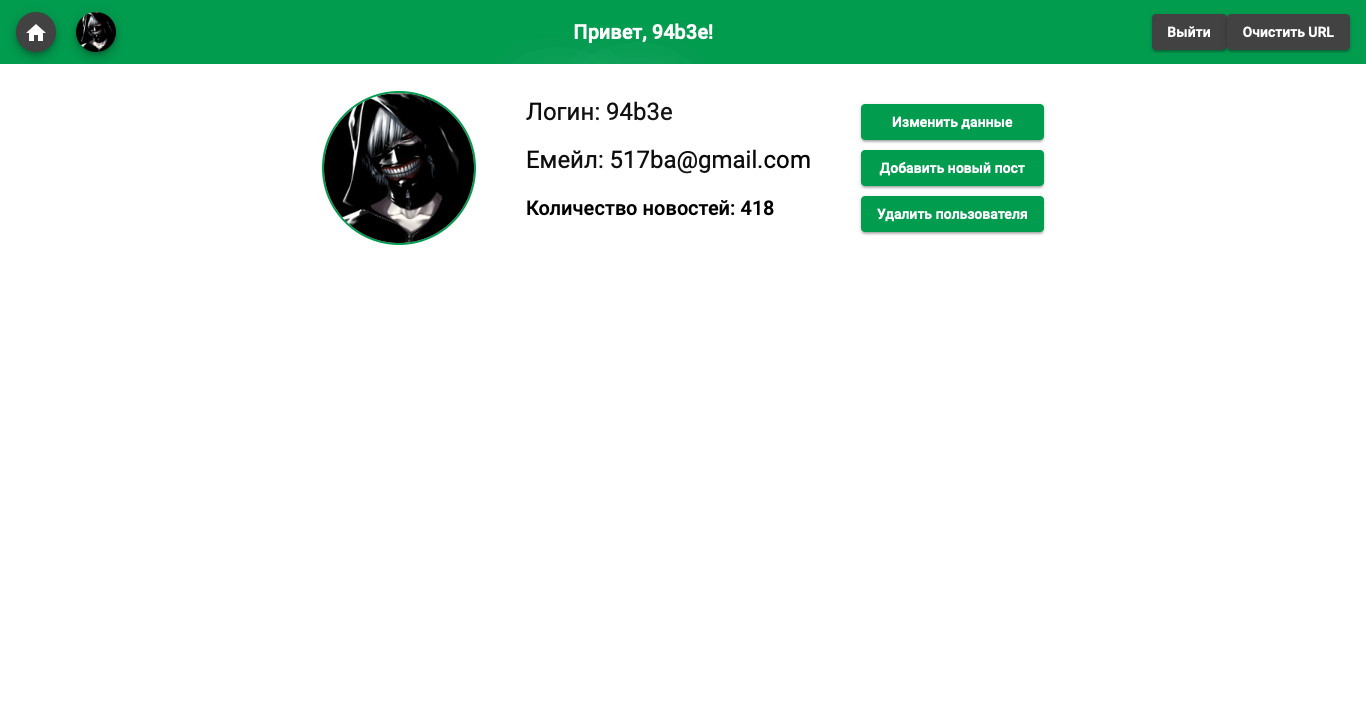 Привет, 94b3e!
Выйти
Очистить URL
Логин: 94b3e
Емейл: 517ba@gmail.com
Количество новостей: 418
Изменить данные
Добавить новый пост
Удалить пользователя